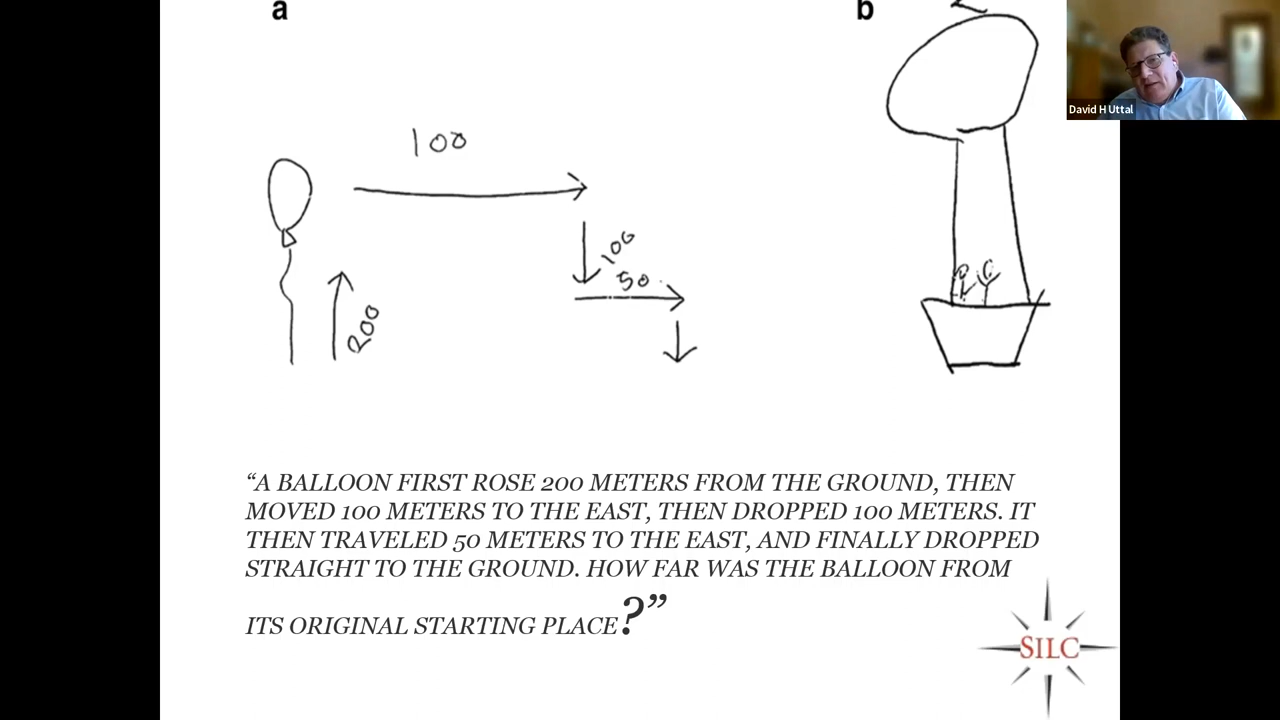 a
b
David H Uttal
100
100
50
200
“A BALLOON FIRST ROSE 200 METERS FROM THE GROUND, THEN
MOVED 100 METERS TO THE EAST, THEN DROPPED 100 METERS. IT
THEN TRAVELED 50 METERS TO THE EAST, AND FINALLY DROPPED
STRAIGHT TO THE GROUND. HOW FAR WAS THE BALLOON FROM
ITS ORIGINAL STARTING PLACE?”
SILC